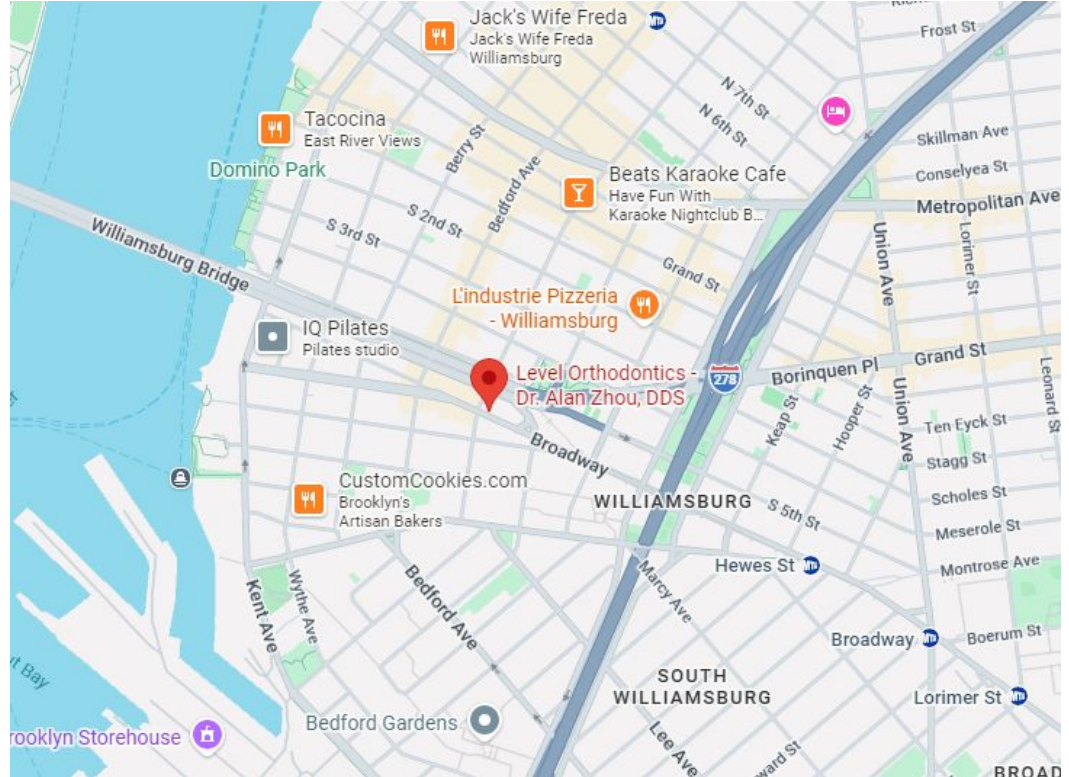 Jack's Wife Freda
Jack's Wife Freda
Williamsburg
Frost St
N 7th St
N 6th St
Tacocina
East River Views
Domino Park
Berry St
Bedford Ave
Skillman Ave
Conselyea St
Beats Karaoke Cafe
Have Fun With
Karaoke Nightclub B...
Metropolitan Ave
Williamsburg Bridge
S 3rd St
S 2nd St
Grand St
Union Ave
Lorimer St
L'industrie Pizzeria
- Williamsburg
IQ Pilates
Pilates studio
Level Orthodontics -
Dr. Alan Zhou, DDS
278
Borinquen Pl
Grand St
Leonard St
Keap St
Hooper St
Union Ave
Ten Eyck St
Broadway
Stagg St
CustomCookies.com
Brooklyn's
Artisan Bakers
WILLIAMSBURG
S 5th St
Scholes St
Meserole St
Hewes St
Montrose Ave
Kent Ave
Wythe Ave
Bedford Ave
Marcy Ave
Broadway
Boerum St
SOUTH
WILLIAMSBURG
Lorimer St
Bay
rooklyn Storehouse
Bedford Gardens
Lee Ave
ward St
BROAD